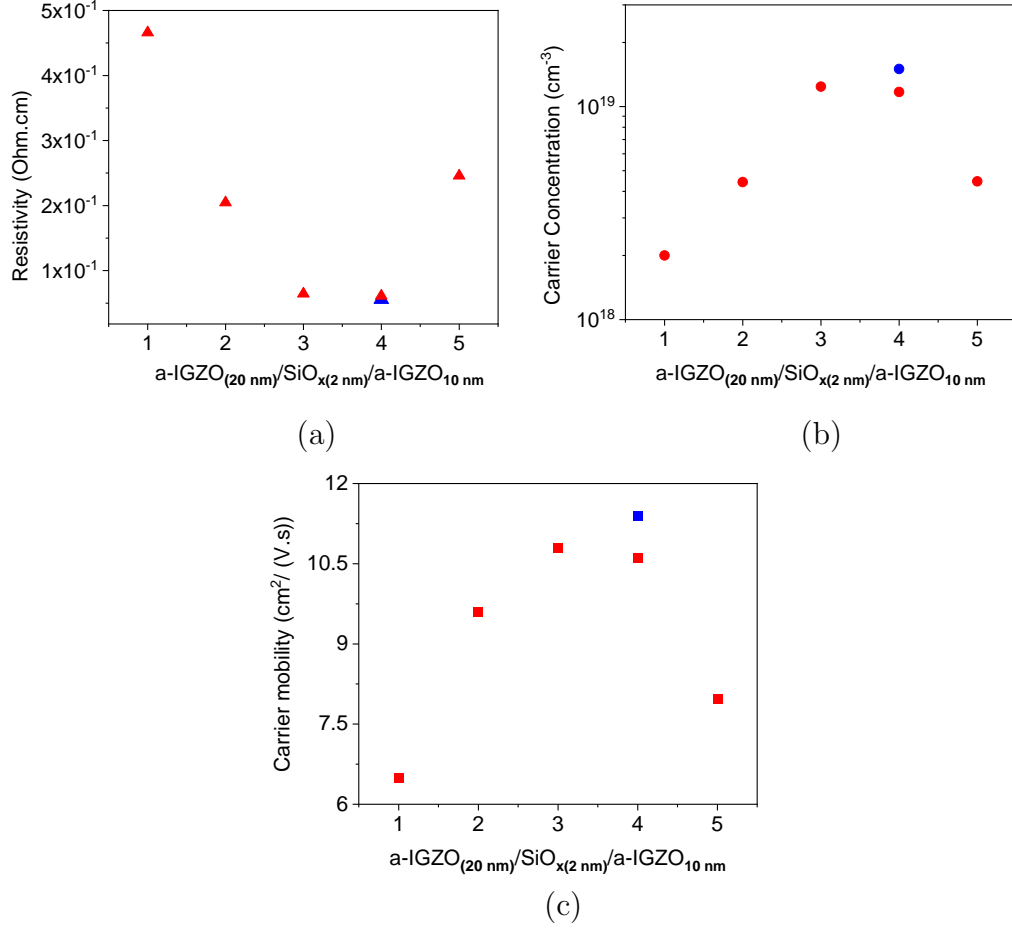 5x10⁻¹
4x10⁻¹
3x10⁻¹
2x10⁻¹
1x10⁻¹
Resistivity (Ohm.cm)
1 2 3 4 5
a-IGZO(20 nm)/SiOx(2 nm)/a-IGZO10 nm
(a)
10¹⁹
10¹⁸
Carrier Concentration (cm⁻³)
1 2 3 4 5
a-IGZO(20 nm)/SiOx(2 nm)/a-IGZO10 nm
(b)
12
10.5
9
7.5
6
Carrier mobility (cm²/ (V.s))
1 2 3 4 5
a-IGZO(20 nm)/SiOx(2 nm)/a-IGZO10 nm
(c)